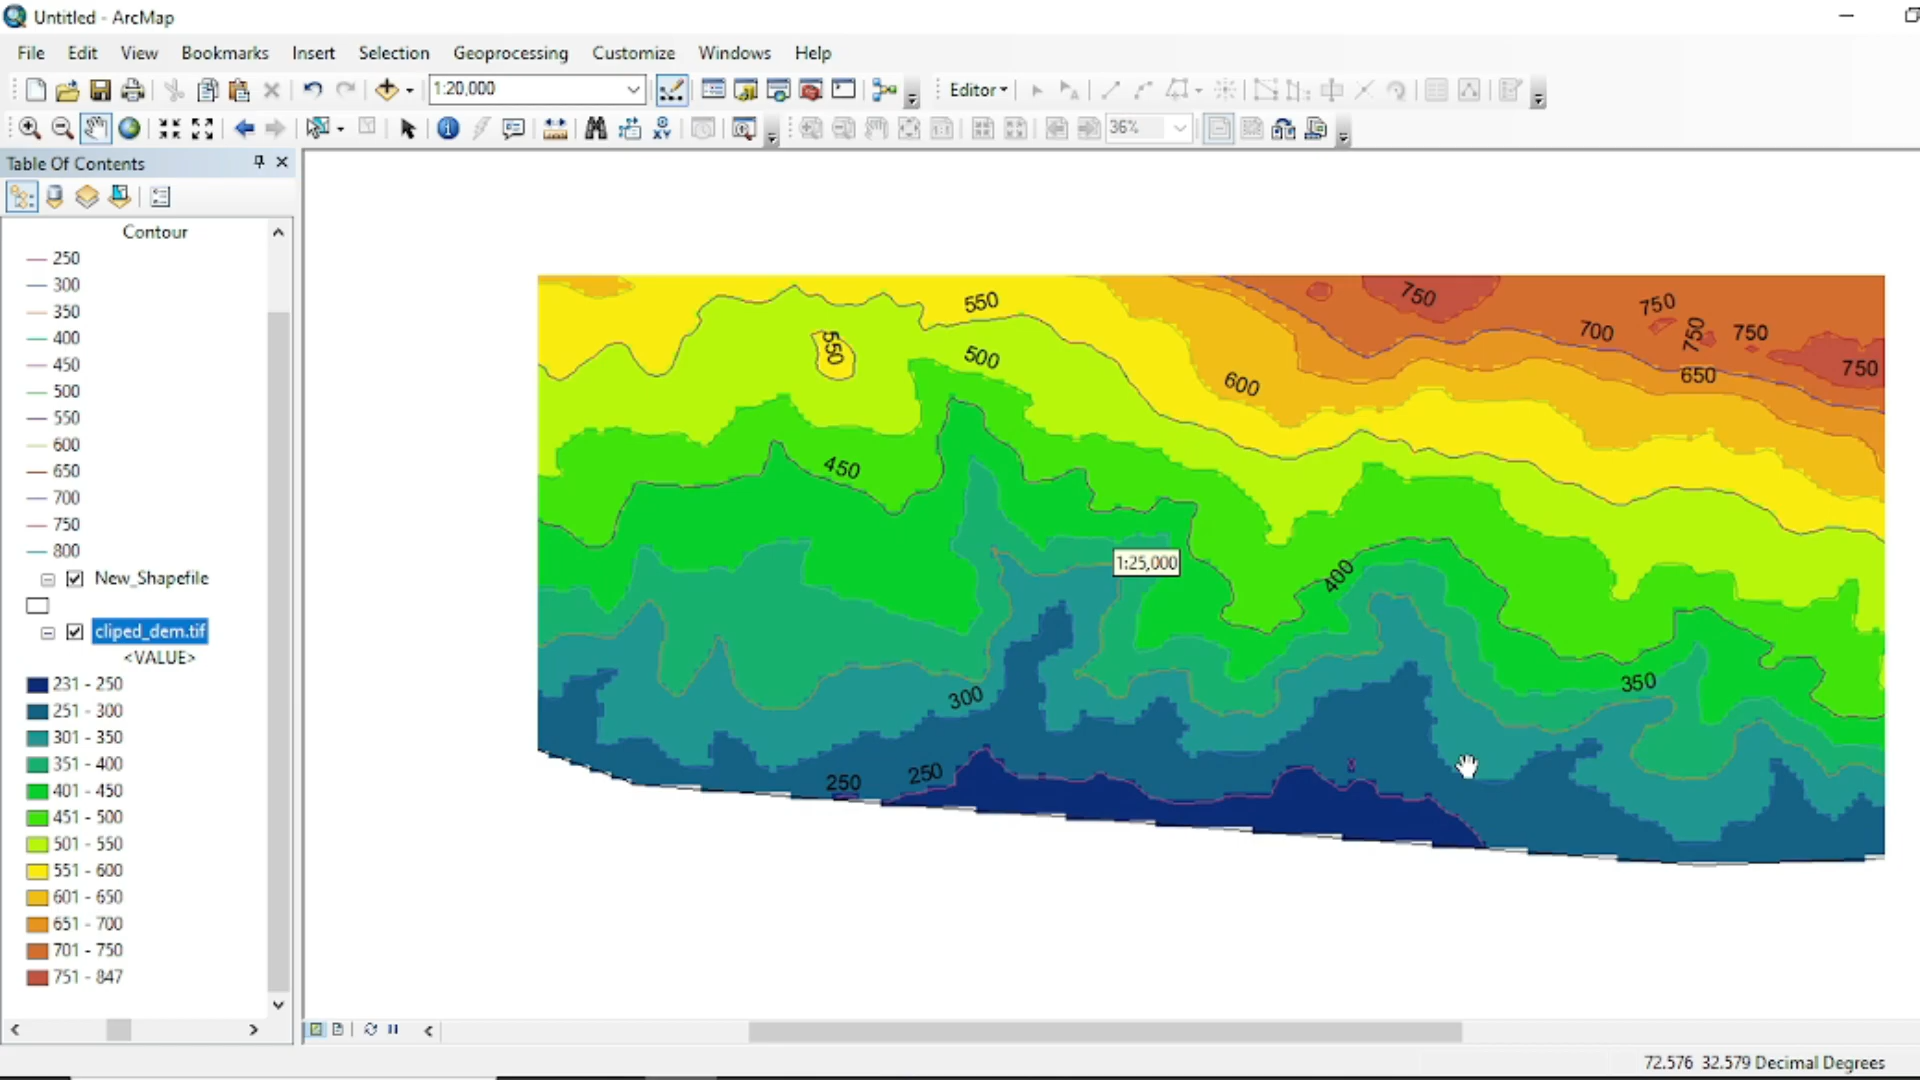 Untitled - ArcMap
File Edit View Bookmarks Insert Selection Geoprocessing Customize Windows Help
1:20,000
Editor
36%
Table Of Contents
Contour
250
300
350
400
450
500
550
600
650
700
750
800
New_Shapefile
cliped_dem.tif
<VALUE>
231 - 250
251 - 300
301 - 350
351 - 400
401 - 450
451 - 500
501 - 550
551 - 600
601 - 650
651 - 700
701 - 750
751 - 847
550
750
750
700
750
750
550
500
750
650
600
450
1:25,000
400
350
300
250
250
72.576 32.579 Decimal Degrees